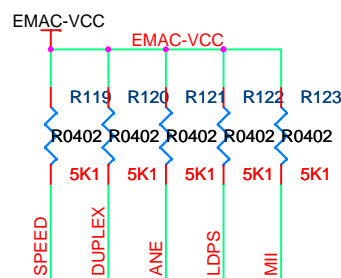 EMAC-VCC
EMAC-VCC
R119 R120 R121 R122 R123
R0402 R0402 R0402 R0402 R0402
5K1 5K1 5K1 5K1 5K1
SPEED
DUPLEX
ANE
LDPS
MII